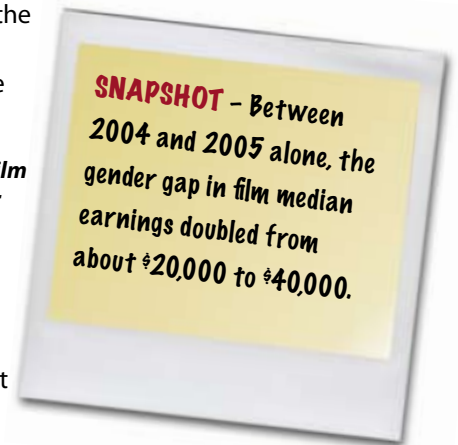 the
e
ilm
SNAPSHOT – Between
2004 and 2005 alone, the
gender gap in film median
earnings doubled from
about $20,000 to $40,000.
t